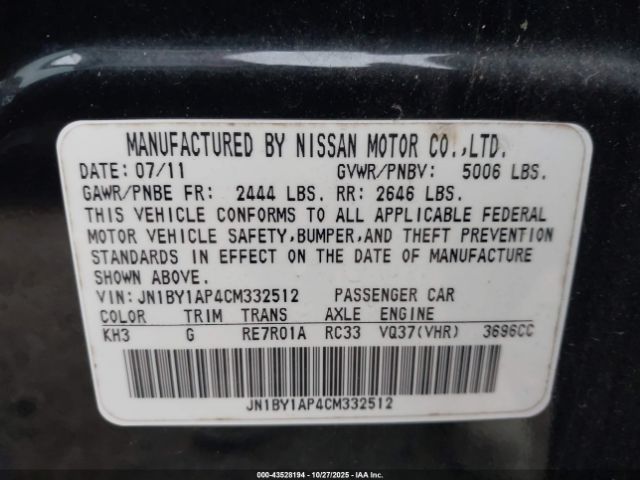 MANUFACTURED BY NISSAN MOTOR CO.,LTD.
DATE: 07/11 GVWR/PNBV: 5006 LBS.
GAWR/PNBE FR: 2444 LBS. RR: 2646 LBS.
THIS VEHICLE CONFORMS TO ALL APPLICABLE FEDERAL
MOTOR VEHICLE SAFETY,BUMPER,AND THEFT PREVENTION
STANDARDS IN EFFECT ON THE DATE OF MANUFACTURE
SHOWN ABOVE.
VIN: JN1BY1AP4CM332512 PASSENGER CAR
COLOR TRIM TRANS AXLE ENGINE
KH3 G RE7R01A RC33 VQ37(VHR) 3696CC
JN1BY1AP4CM332512
000-43528194 - 10/27/2025 - IAAI.com